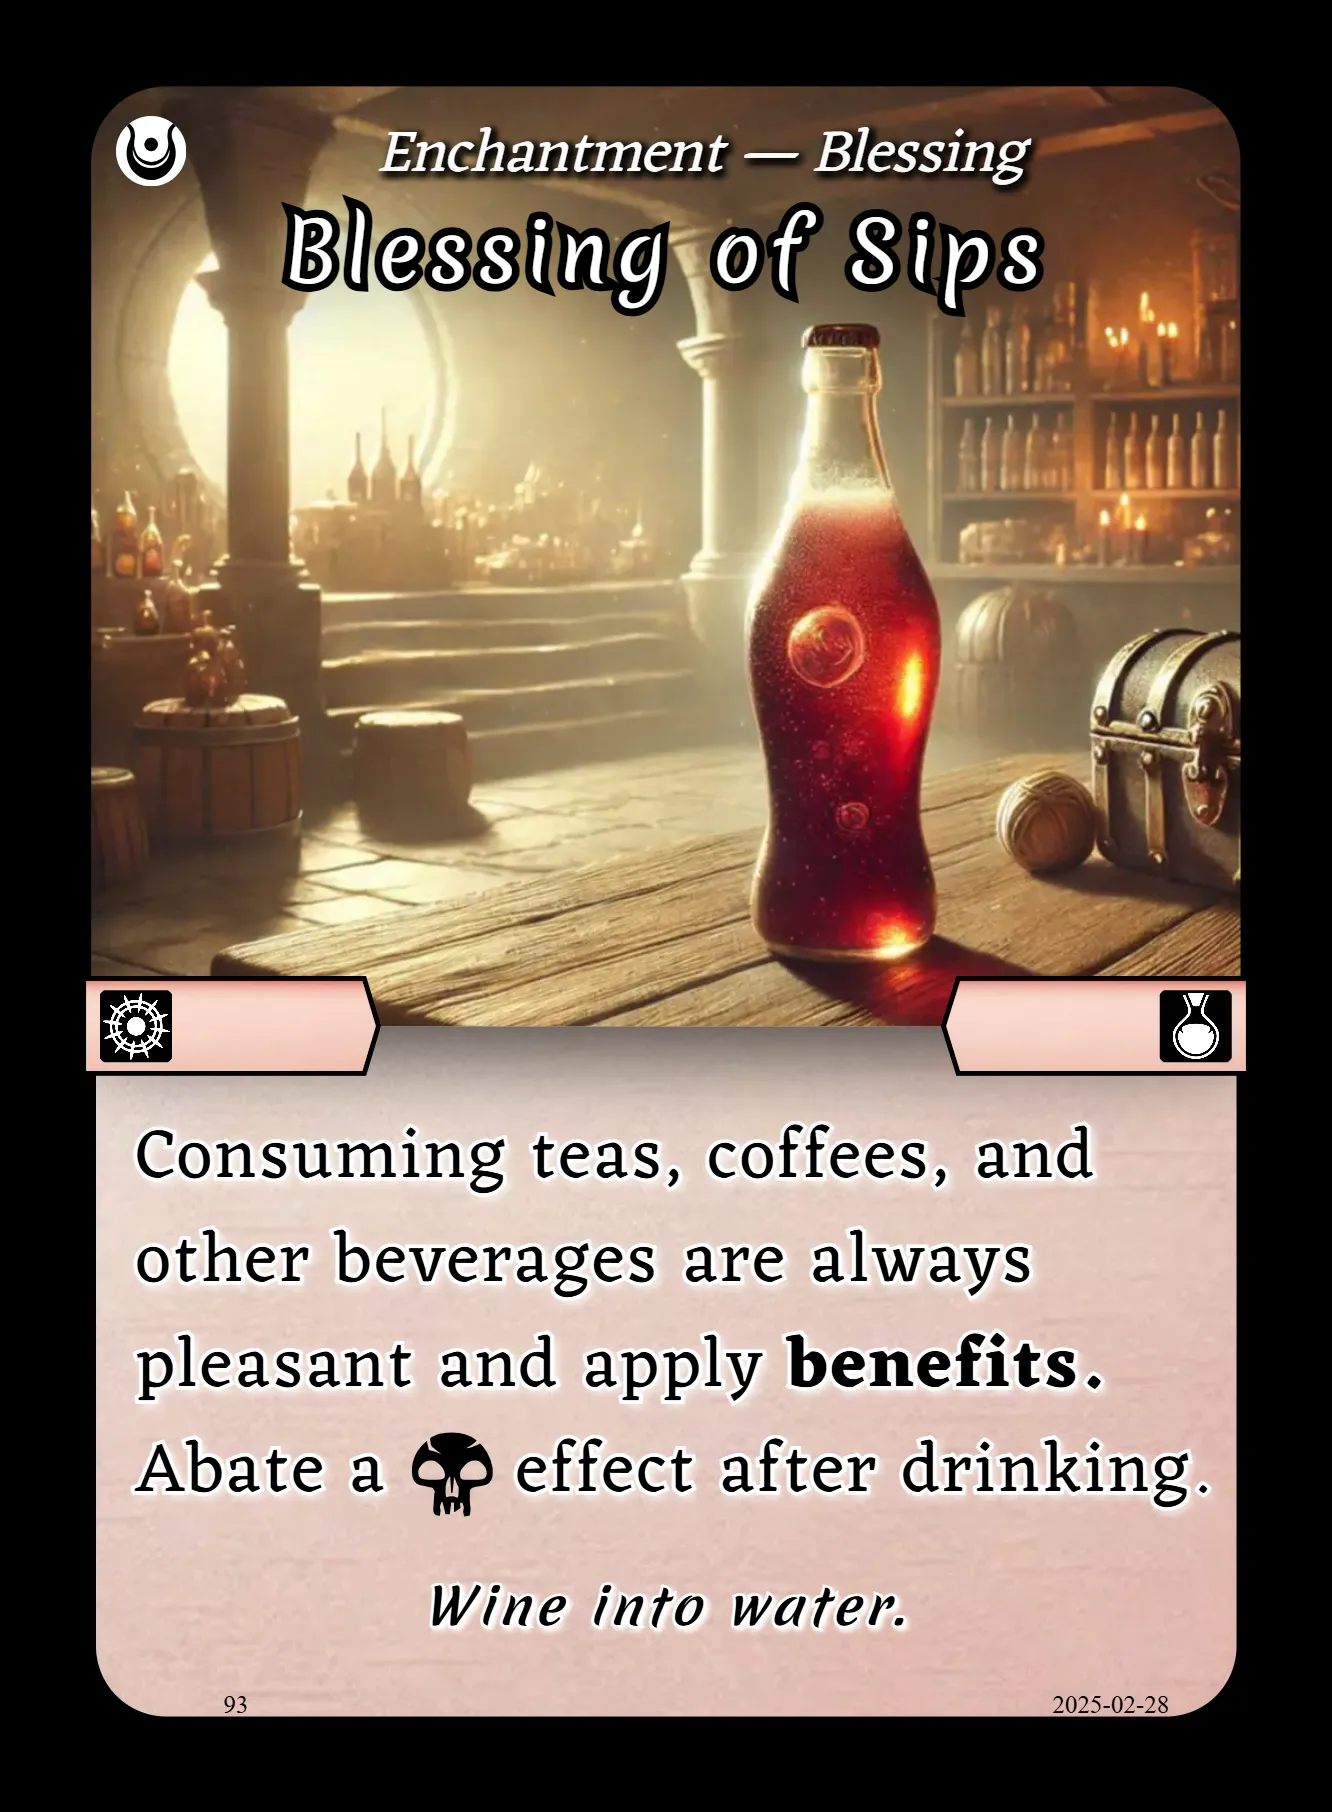 Enchantment — Blessing
Blessing of Sips
Consuming teas, coffees, and
other beverages are always
pleasant and apply benefits.
Abate a effect after drinking.
Wine into water.
93
2025-02-28